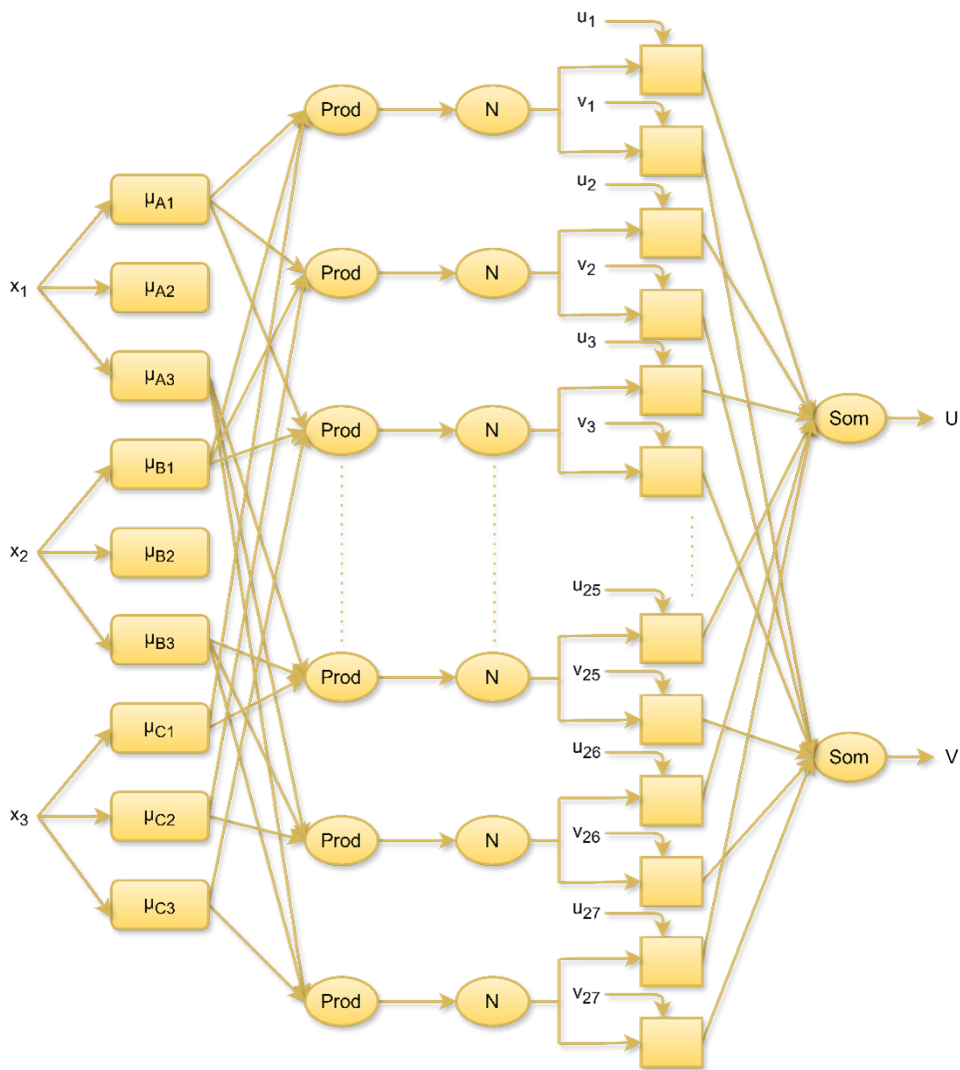 u1
Prod
N
v1
μA1
u2
x1
μA2
Prod
N
v2
μA3
u3
Prod
N
v3
Som
U
μB1
x2
μB2
u25
μB3
Prod
N
v25
μC1
u26
Som
V
x3
μC2
Prod
N
v26
μC3
u27
Prod
N
v27